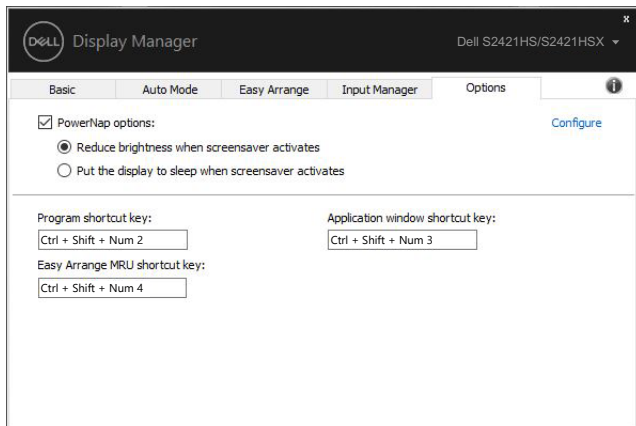 x
DELL Display Manager
Dell S2421HS/S2421HSX
Basic Auto Mode Easy Arrange Input Manager Options
PowerNap options: Configure
Reduce brightness when screensaver activates
Put the display to sleep when screensaver activates
Program shortcut key: Application window shortcut key:
Ctrl + Shift + Num 2 Ctrl + Shift + Num 3
Easy Arrange MRU shortcut key:
Ctrl + Shift + Num 4